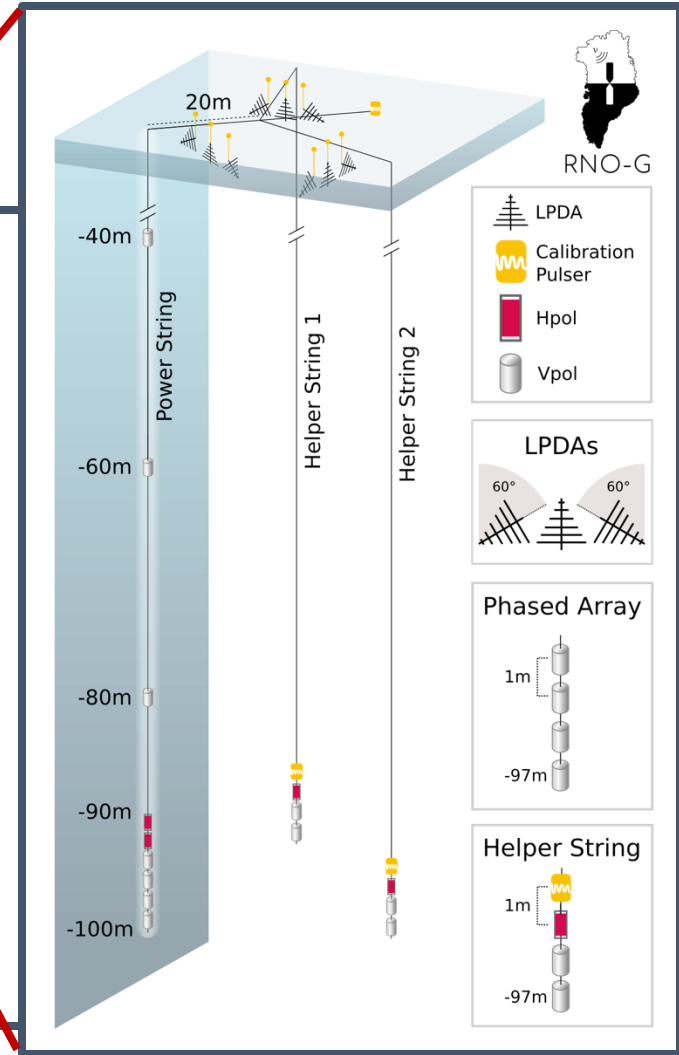 20m
ν
RNO-G
-40m
-60m
-80m
-90m
-100m
Power String
Helper String 1
Helper String 2
LPDA
Calibration
Pulser
Hpol
Vpol
LPDAs
60°
60°
Phased Array
1m
-97m
Helper String
1m
-97m